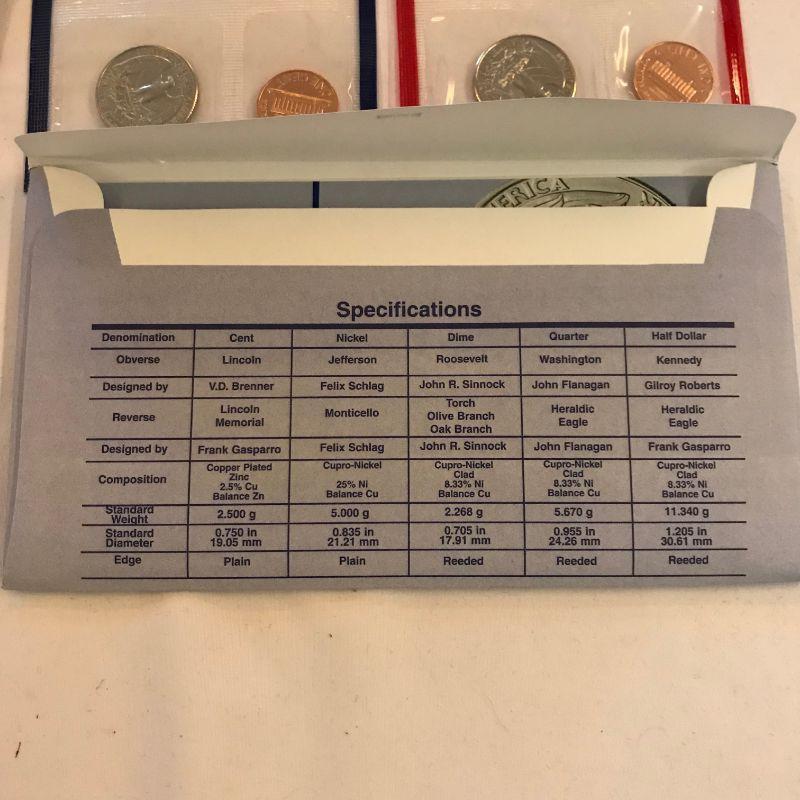 ONE CENT
ERICA
Specifications
Denomination Cent Nickel Dime Quarter Half Dollar
Obverse Lincoln Jefferson Roosevelt Washington Kennedy
Designed by V.D. Brenner Felix Schlag John R. Sinnock John Flanagan Gilroy Roberts
Reverse Lincoln Memorial Monticello Torch Olive Branch Oak Branch Heraldic Eagle Heraldic Eagle
Designed by Frank Gasparro Felix Schlag John R. Sinnock John Flanagan Frank Gasparro
Composition Copper Plated Zinc 2.5% Cu Balance Zn Cupro-Nickel 25% Ni Balance Cu Cupro-Nickel Clad 8.33% Ni Balance Cu Cupro-Nickel Clad 8.33% Ni Balance Cu Cupro-Nickel Clad 8.33% Ni Balance Cu
Standard Weight 2.500 g 5.000 g 2.268 g 5.670 g 11.340 g
Standard Diameter 0.750 in 19.05 mm 0.835 in 21.21 mm 0.705 in 17.91 mm 0.955 in 24.26 mm 1.205 in 30.61 mm
Edge Plain Plain Reeded Reeded Reeded